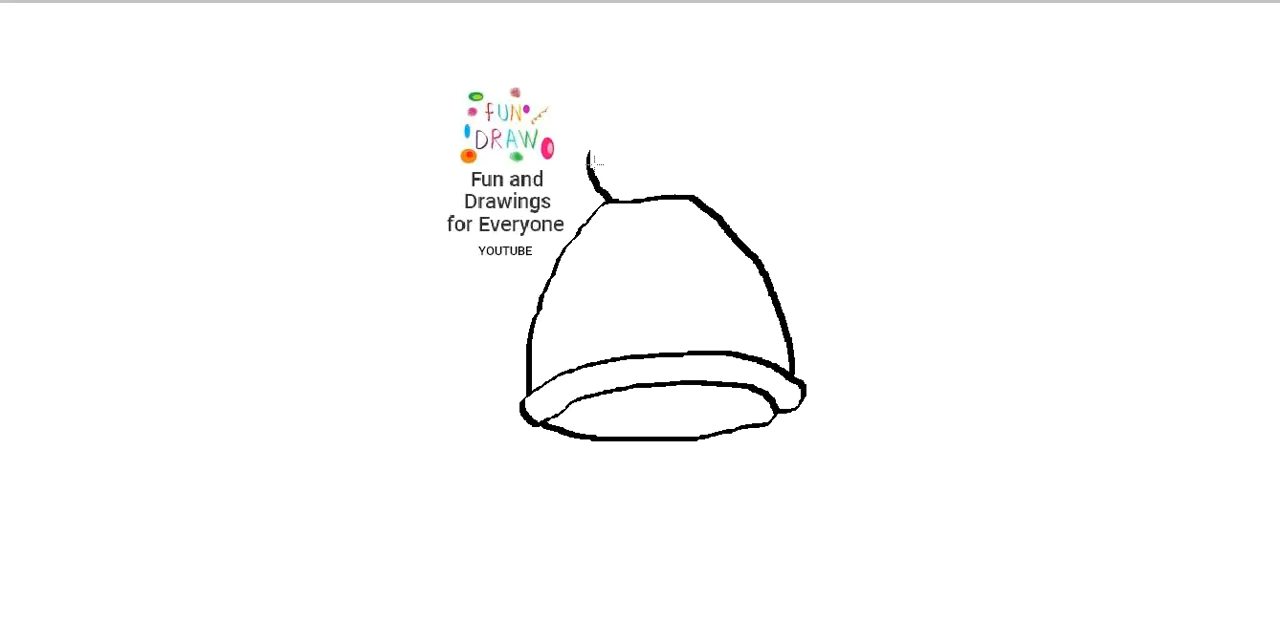 FUN
DRAW
Fun and
Drawings
for Everyone
YOUTUBE